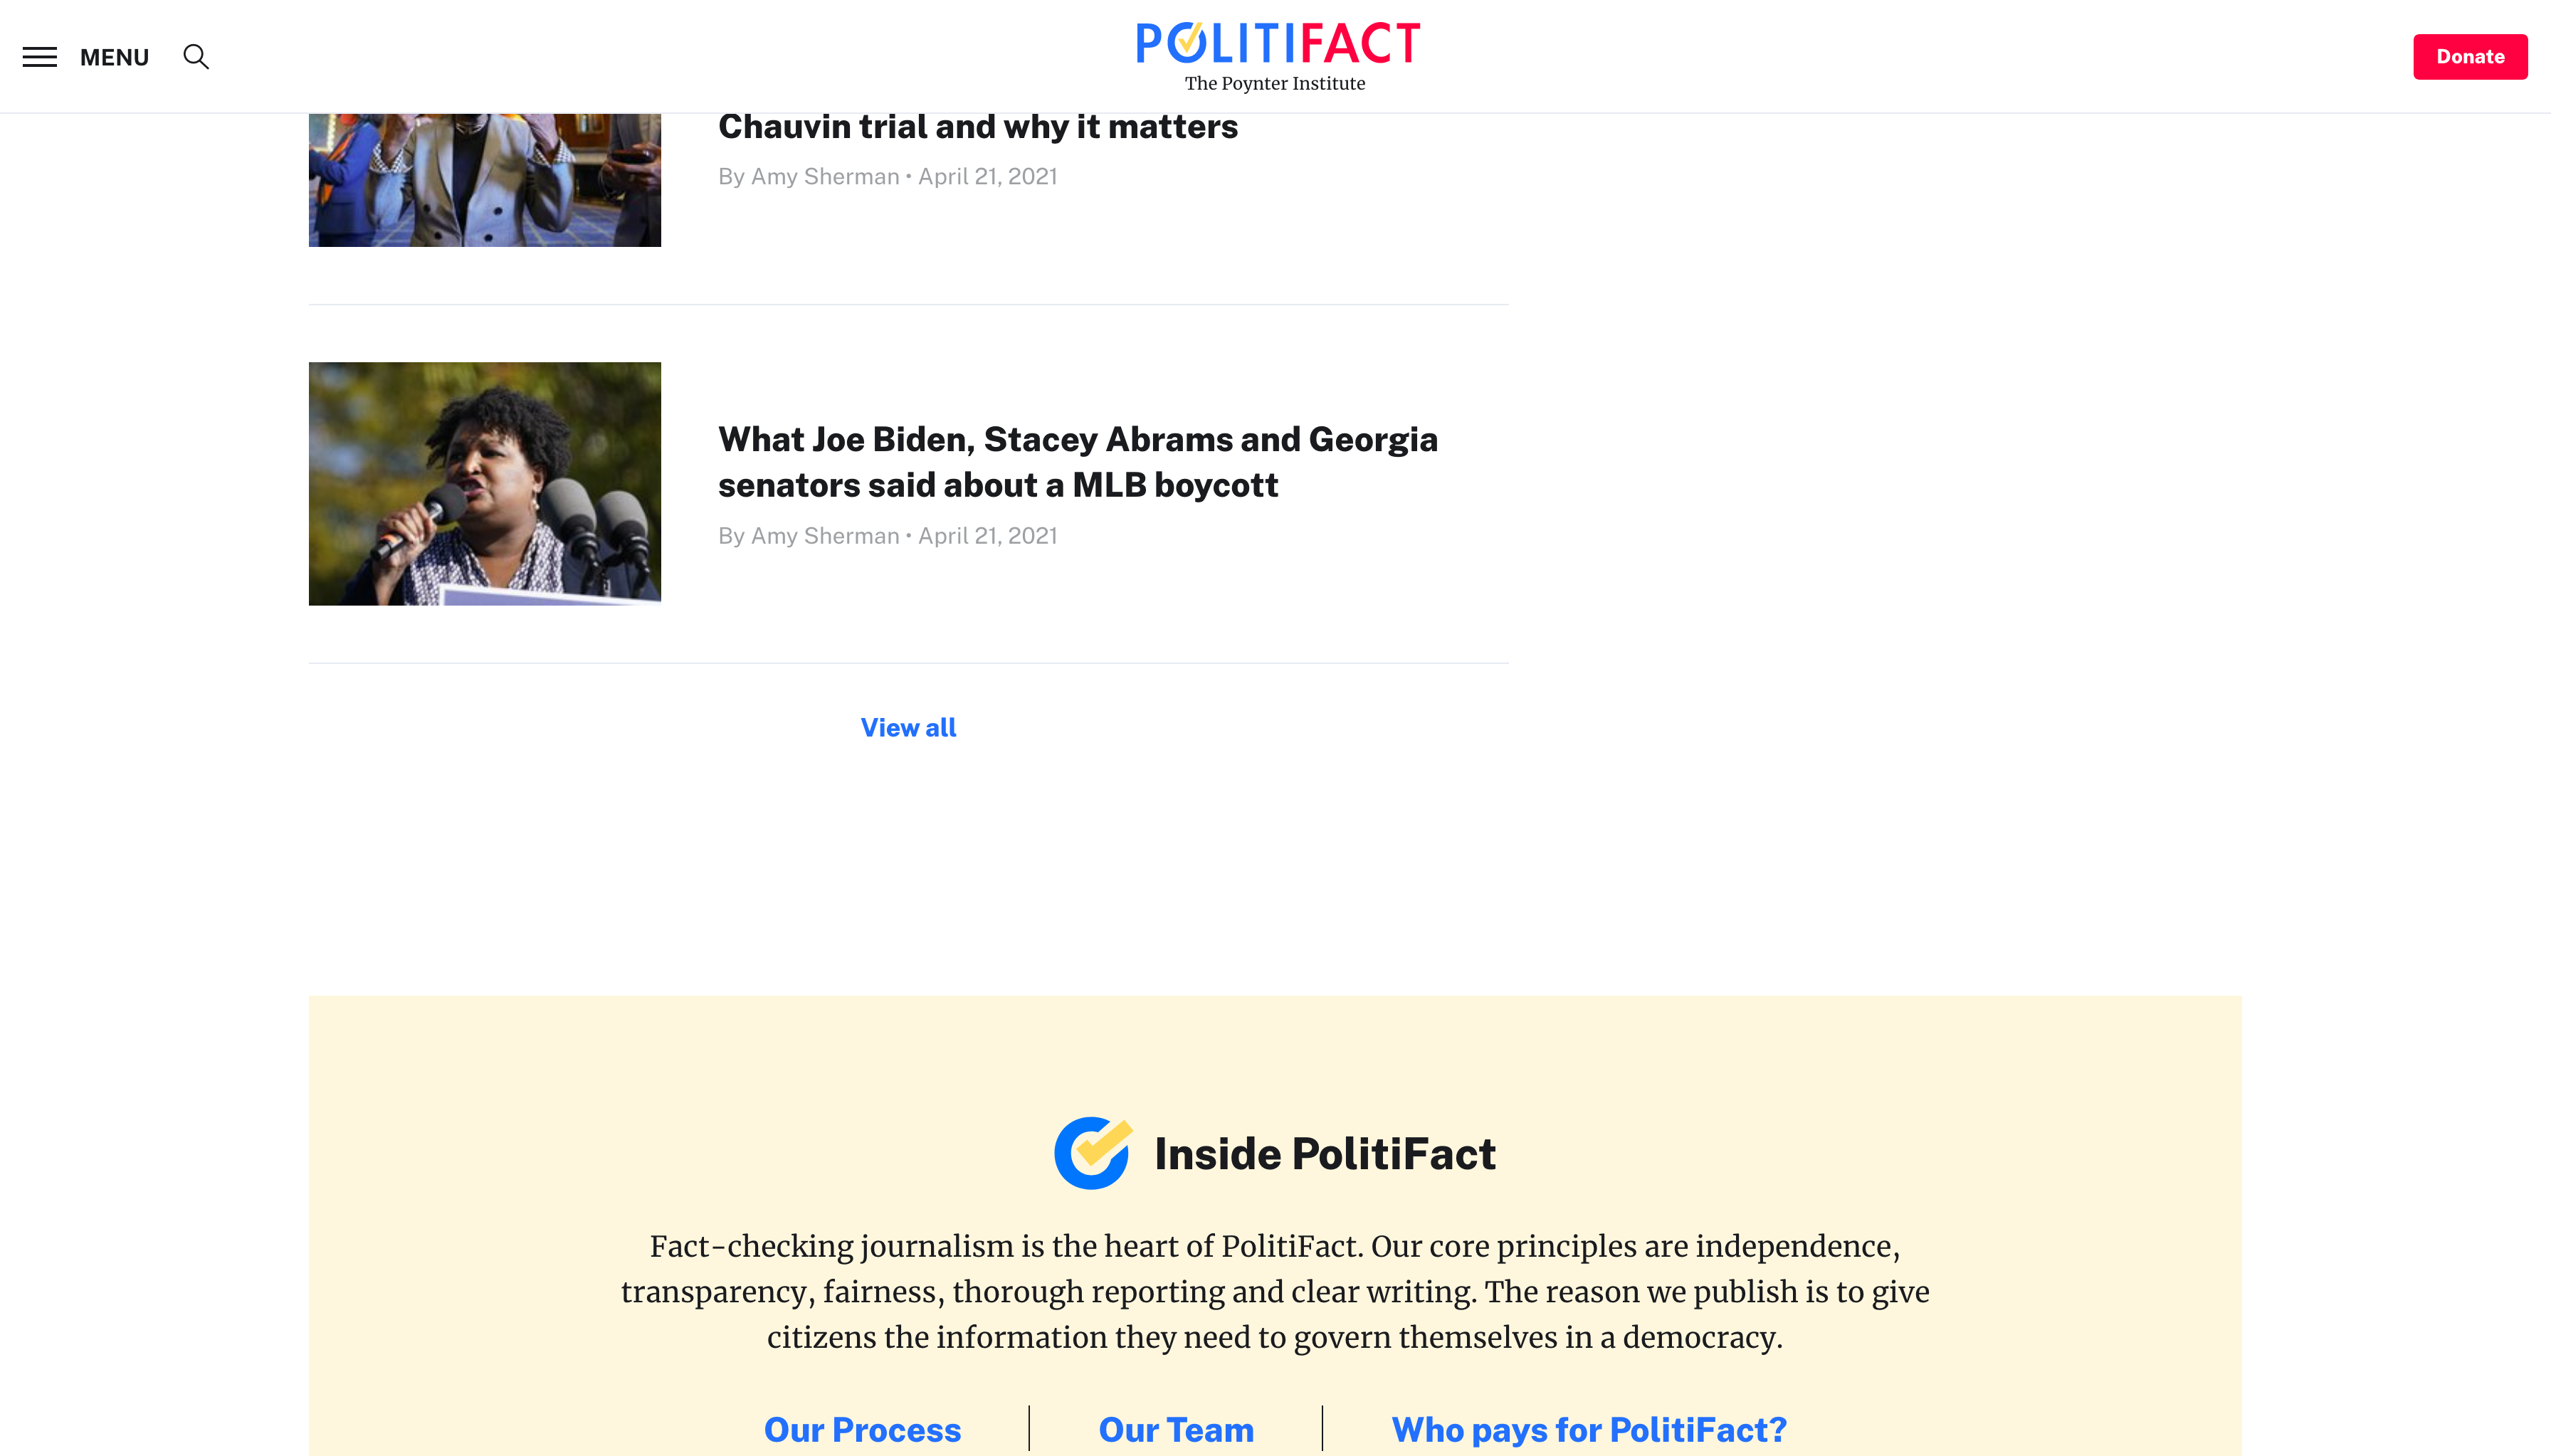 MENU
POLITIFACT
The Poynter Institute
Donate
Chauvin trial and why it matters
By Amy Sherman • April 21, 2021
What Joe Biden, Stacey Abrams and Georgia
senators said about a MLB boycott
By Amy Sherman • April 21, 2021
View all
Inside PolitiFact
Fact-checking journalism is the heart of PolitiFact. Our core principles are independence,
transparency, fairness, thorough reporting and clear writing. The reason we publish is to give
citizens the information they need to govern themselves in a democracy.
Our Process
Our Team
Who pays for PolitiFact?